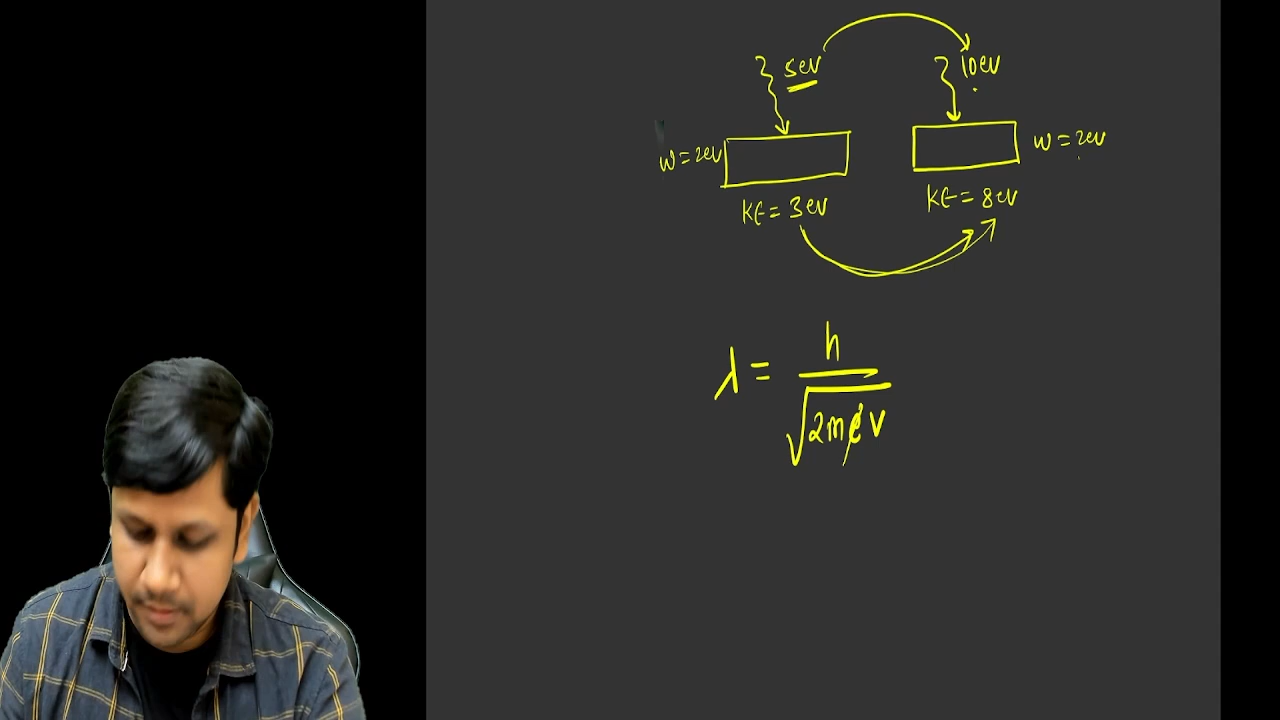 5ev 10ev
W = 2ev W = 2ev
KE = 3ev KE = 8ev
λ = h / √2mev